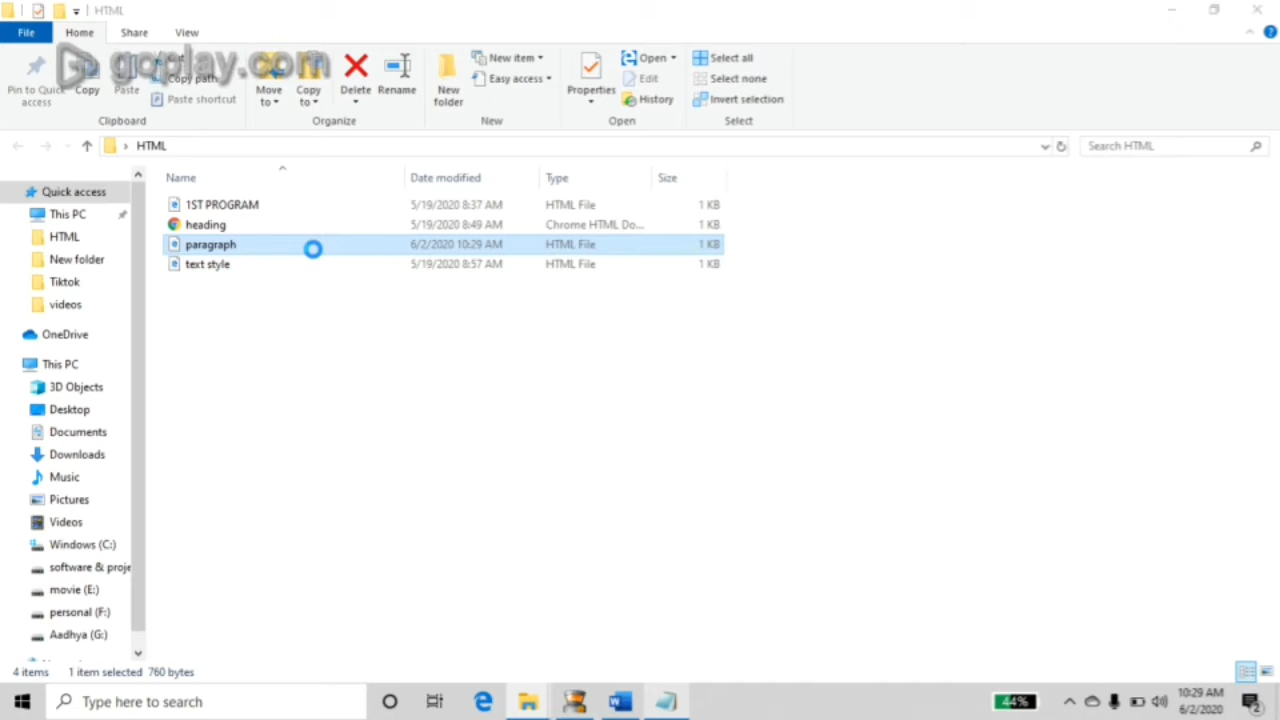 HTML
File Home Share View
goplay.com
Pin to Quick access
Copy
Paste
Cut
Copy path
Paste shortcut
Clipboard
Move to
Copy to
Delete
Rename
Organize
New folder
New item
Easy access
New
Properties
Open
Edit
History
Open
Select all
Select none
Invert selection
Select
HTML
Search HTML
Name Date modified Type Size
1ST PROGRAM 5/19/2020 8:37 AM HTML File 1 KB
heading 5/19/2020 8:49 AM Chrome HTML Do... 1 KB
paragraph 6/2/2020 10:29 AM HTML File 1 KB
text style 5/19/2020 8:57 AM HTML File 1 KB
Quick access
This PC
HTML
New folder
Tiktok
videos
OneDrive
This PC
3D Objects
Desktop
Documents
Downloads
Music
Pictures
Videos
Windows (C:)
software & proje
movie (E:)
personal (F:)
Aadhya (G:)
4 items 1 item selected 760 bytes
Type here to search
44%
10:29 AM
6/2/2020
2